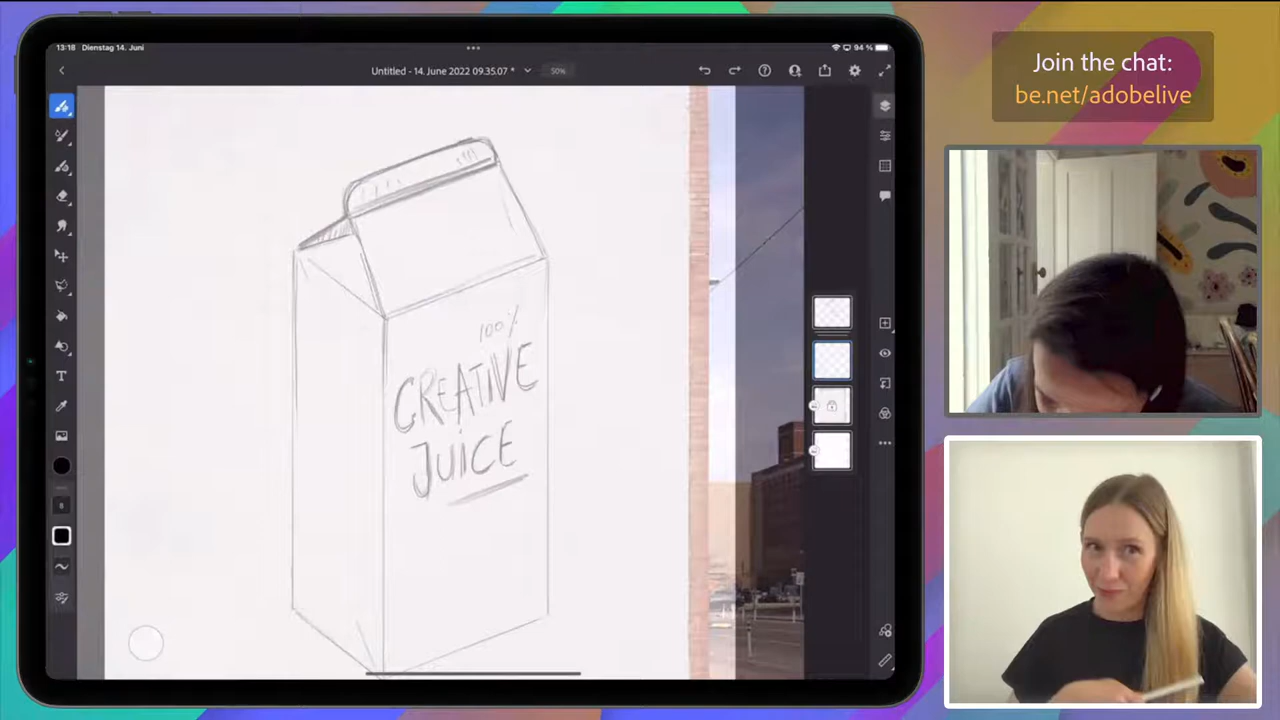 13:18 Dienstag 14. Juni
94 %
Untitled - 14. June 2022 09.35.07 *
50%
Join the chat:
be.net/adobelive
100%
CREATIVE
JUICE
T
8